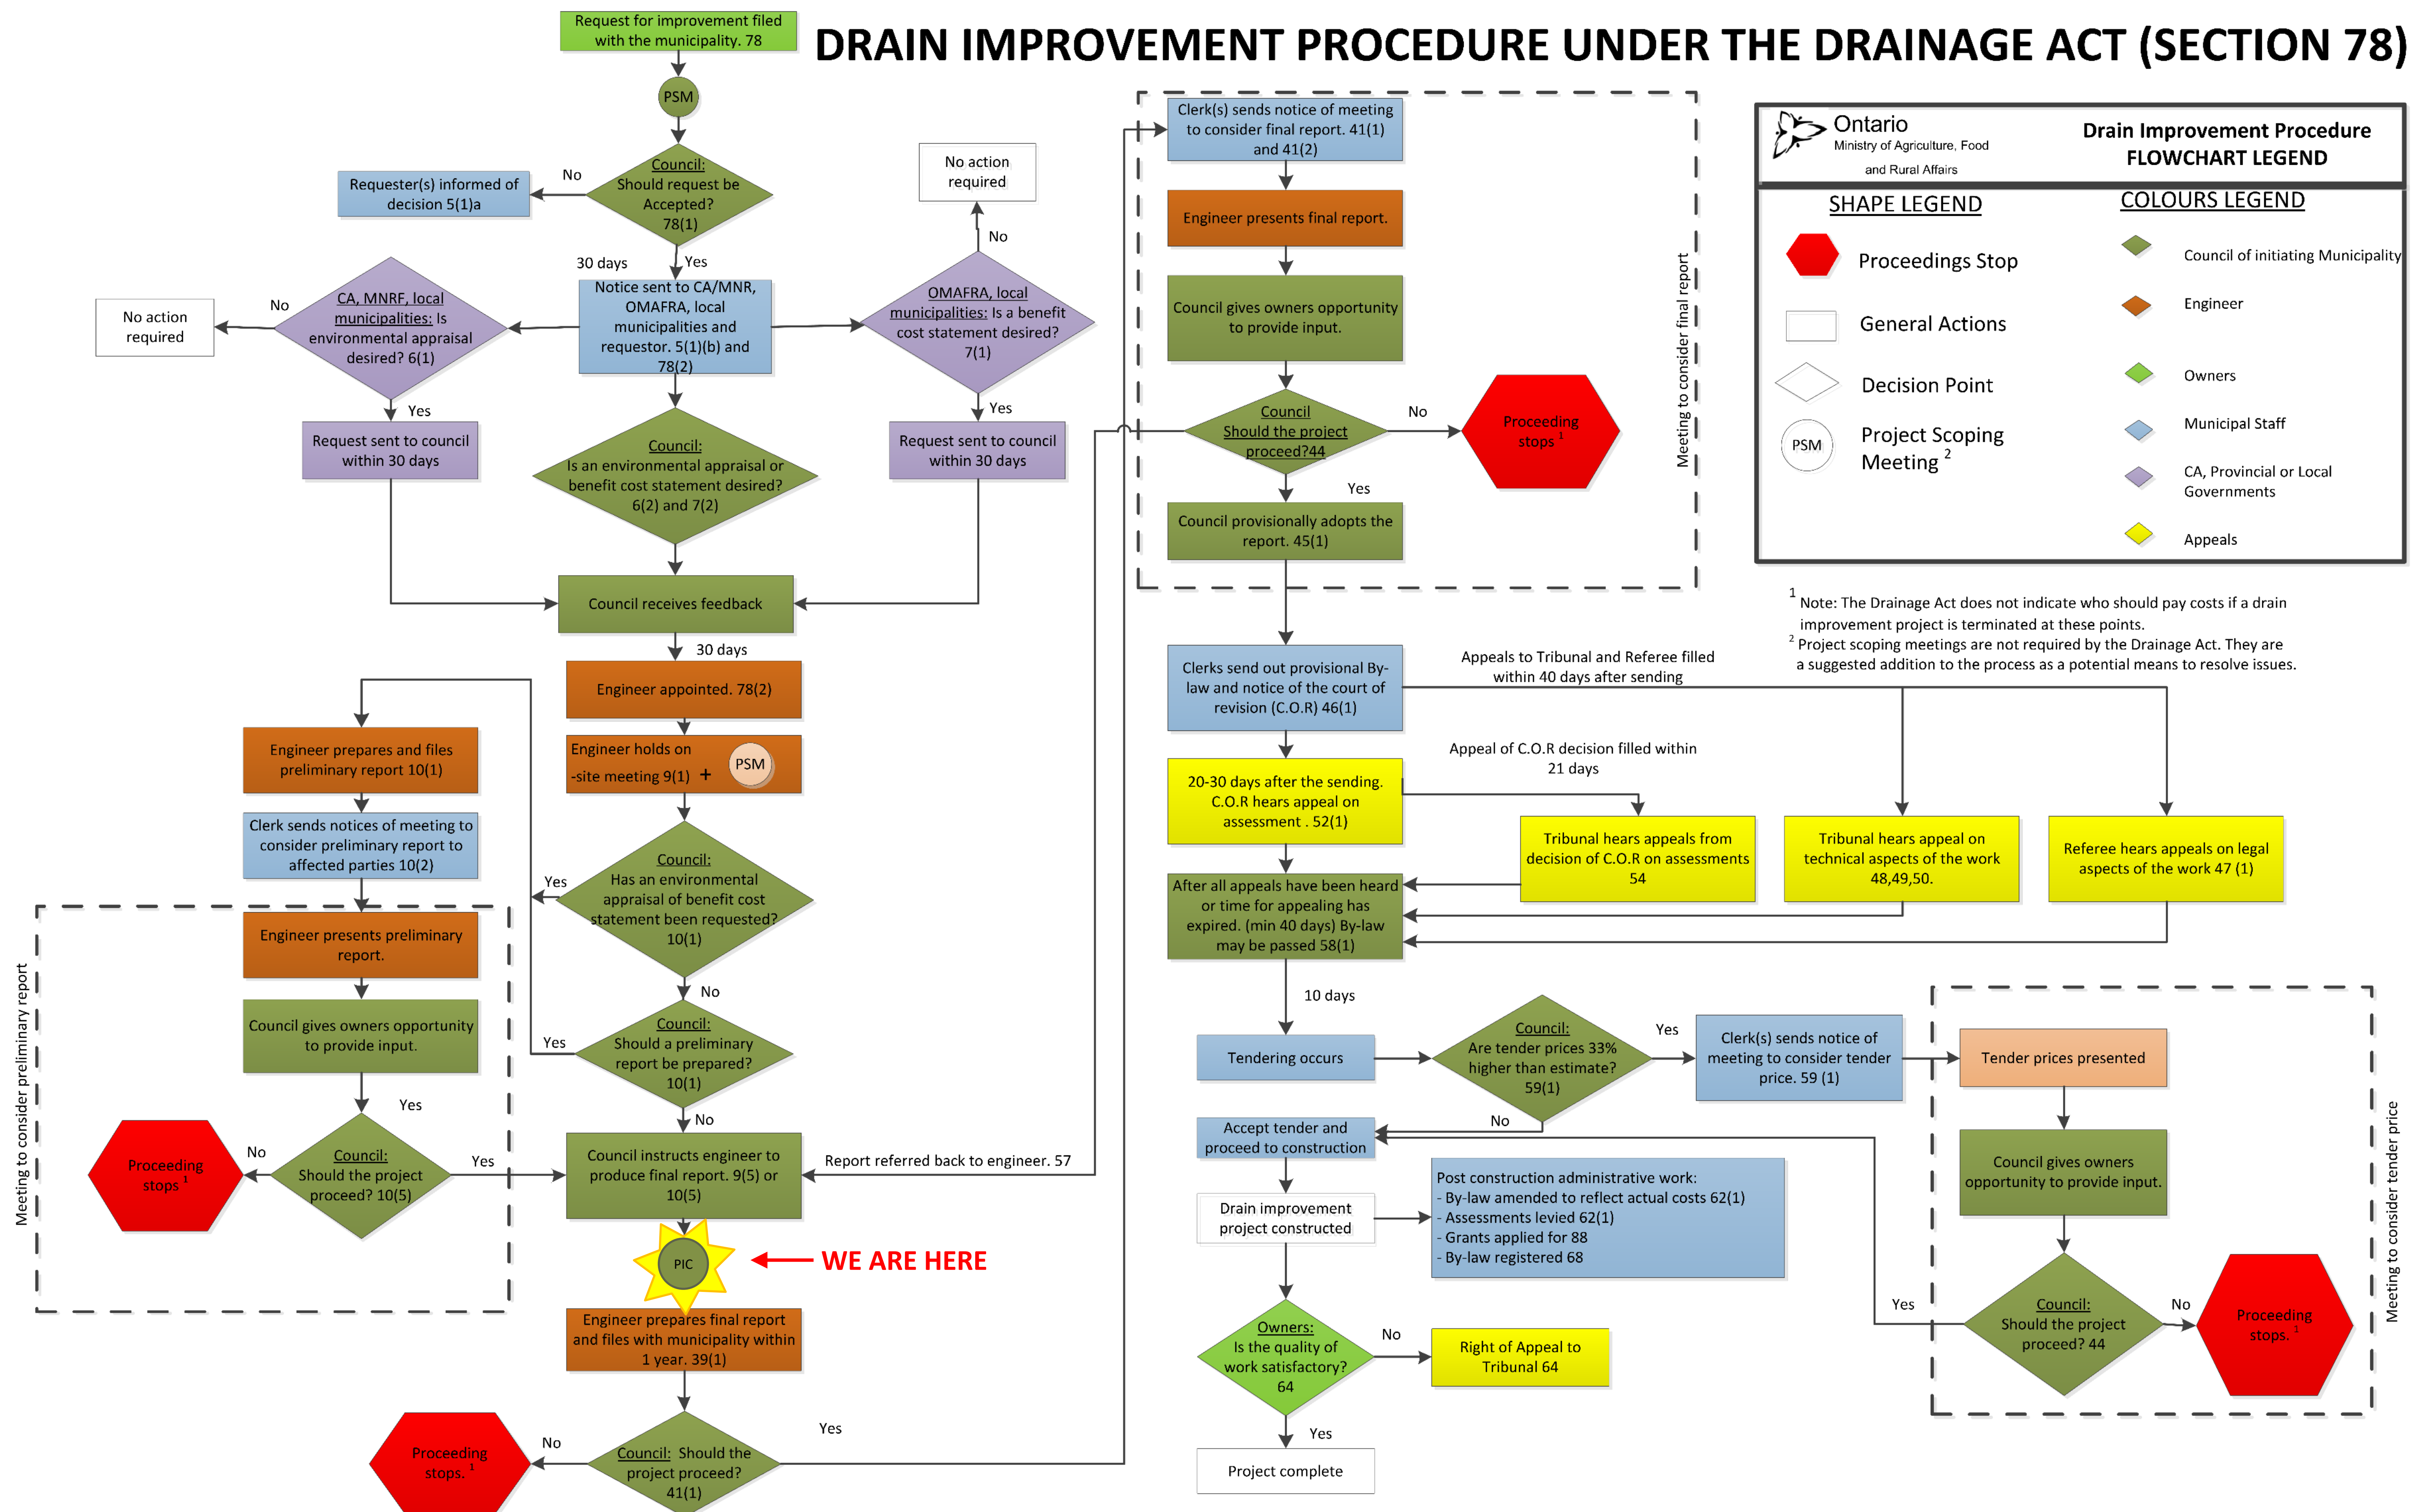 DRAIN IMPROVEMENT PROCEDURE UNDER THE DRAINAGE ACT (SECTION 78)
Request for improvement filed
with the municipality. 78
PSM
Council:
Should request be
Accepted?
78(1)
No
Requester(s) informed of
decision 5(1)a
30 days
Yes
Notice sent to CA/MNR,
OMAFRA, local
municipalities and
requestor. 5(1)(b) and
78(2)
CA, MNRF, local
municipalities: Is
environmental appraisal
desired? 6(1)
No
No action
required
Yes
Request sent to council
within 30 days
OMAFRA, local
municipalities: Is a benefit
cost statement desired?
7(1)
No
No action
required
Yes
Request sent to council
within 30 days
Council:
Is an environmental appraisal or
benefit cost statement desired?
6(2) and 7(2)
Council receives feedback
30 days
Engineer appointed. 78(2)
Engineer holds on
-site meeting 9(1) +
PSM
Council:
Has an environmental
appraisal of benefit cost
statement been requested?
10(1)
Yes
No
Council:
Should a preliminary
report be prepared?
10(1)
Yes
No
Engineer prepares and files
preliminary report 10(1)
Clerk sends notices of meeting to
consider preliminary report to
affected parties 10(2)
Meeting to consider preliminary report
Engineer presents preliminary
report.
Council gives owners opportunity
to provide input.
Yes
Council:
Should the project
proceed? 10(5)
No
Proceeding
stops 1
Yes
Council instructs engineer to
produce final report. 9(5) or
10(5)
Report referred back to engineer. 57
PIC
WE ARE HERE
Engineer prepares final report
and files with municipality within
1 year. 39(1)
Council: Should the
project proceed?
41(1)
No
Proceeding
stops. 1
Yes
Meeting to consider final report
Clerk(s) sends notice of meeting
to consider final report. 41(1)
and 41(2)
Engineer presents final report.
Council gives owners opportunity
to provide input.
Council
Should the project
proceed?44
No
Proceeding
stops 1
Yes
Council provisionally adopts the
report. 45(1)
Clerks send out provisional By-
law and notice of the court of
revision (C.O.R) 46(1)
Appeals to Tribunal and Referee filled
within 40 days after sending
20-30 days after the sending.
C.O.R hears appeal on
assessment . 52(1)
Appeal of C.O.R decision filled within
21 days
Tribunal hears appeals from
decision of C.O.R on assessments
54
Tribunal hears appeal on
technical aspects of the work
48,49,50.
Referee hears appeals on legal
aspects of the work 47 (1)
After all appeals have been heard
or time for appealing has
expired. (min 40 days) By-law
may be passed 58(1)
10 days
Tendering occurs
Council:
Are tender prices 33%
higher than estimate?
59(1)
Yes
No
Clerk(s) sends notice of
meeting to consider tender
price. 59 (1)
Meeting to consider tender price
Tender prices presented
Council gives owners
opportunity to provide input.
Council:
Should the project
proceed? 44
No
Proceeding
stops. 1
Yes
Accept tender and
proceed to construction
Drain improvement
project constructed
Post construction administrative work:
- By-law amended to reflect actual costs 62(1)
- Assessments levied 62(1)
- Grants applied for 88
- By-law registered 68
Owners:
Is the quality of
work satisfactory?
64
No
Right of Appeal to
Tribunal 64
Yes
Project complete
Ontario
Ministry of Agriculture, Food
and Rural Affairs
Drain Improvement Procedure
FLOWCHART LEGEND
SHAPE LEGEND
Proceedings Stop
General Actions
Decision Point
PSM
Project Scoping
Meeting 2
COLOURS LEGEND
Council of initiating Municipality
Engineer
Owners
Municipal Staff
CA, Provincial or Local
Governments
Appeals
1 Note: The Drainage Act does not indicate who should pay costs if a drain
improvement project is terminated at these points.
2 Project scoping meetings are not required by the Drainage Act. They are
a suggested addition to the process as a potential means to resolve issues.